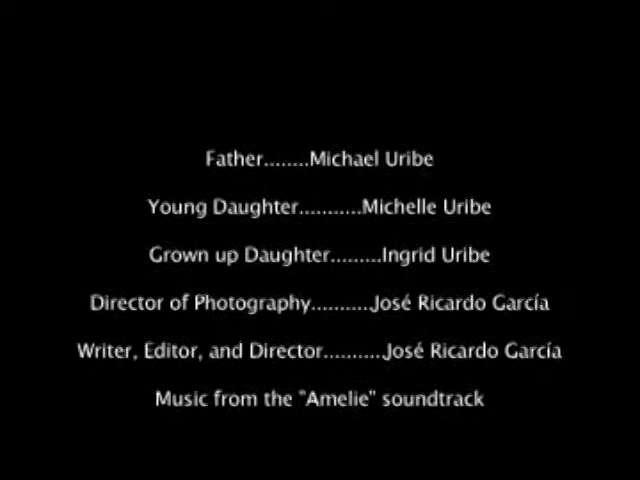 Father........Michael Uribe
Young Daughter...........Michelle Uribe
Grown up Daughter.........Ingrid Uribe
Director of Photography..........José Ricardo García
Writer, Editor, and Director..........José Ricardo García
Music from the "Amelie" soundtrack